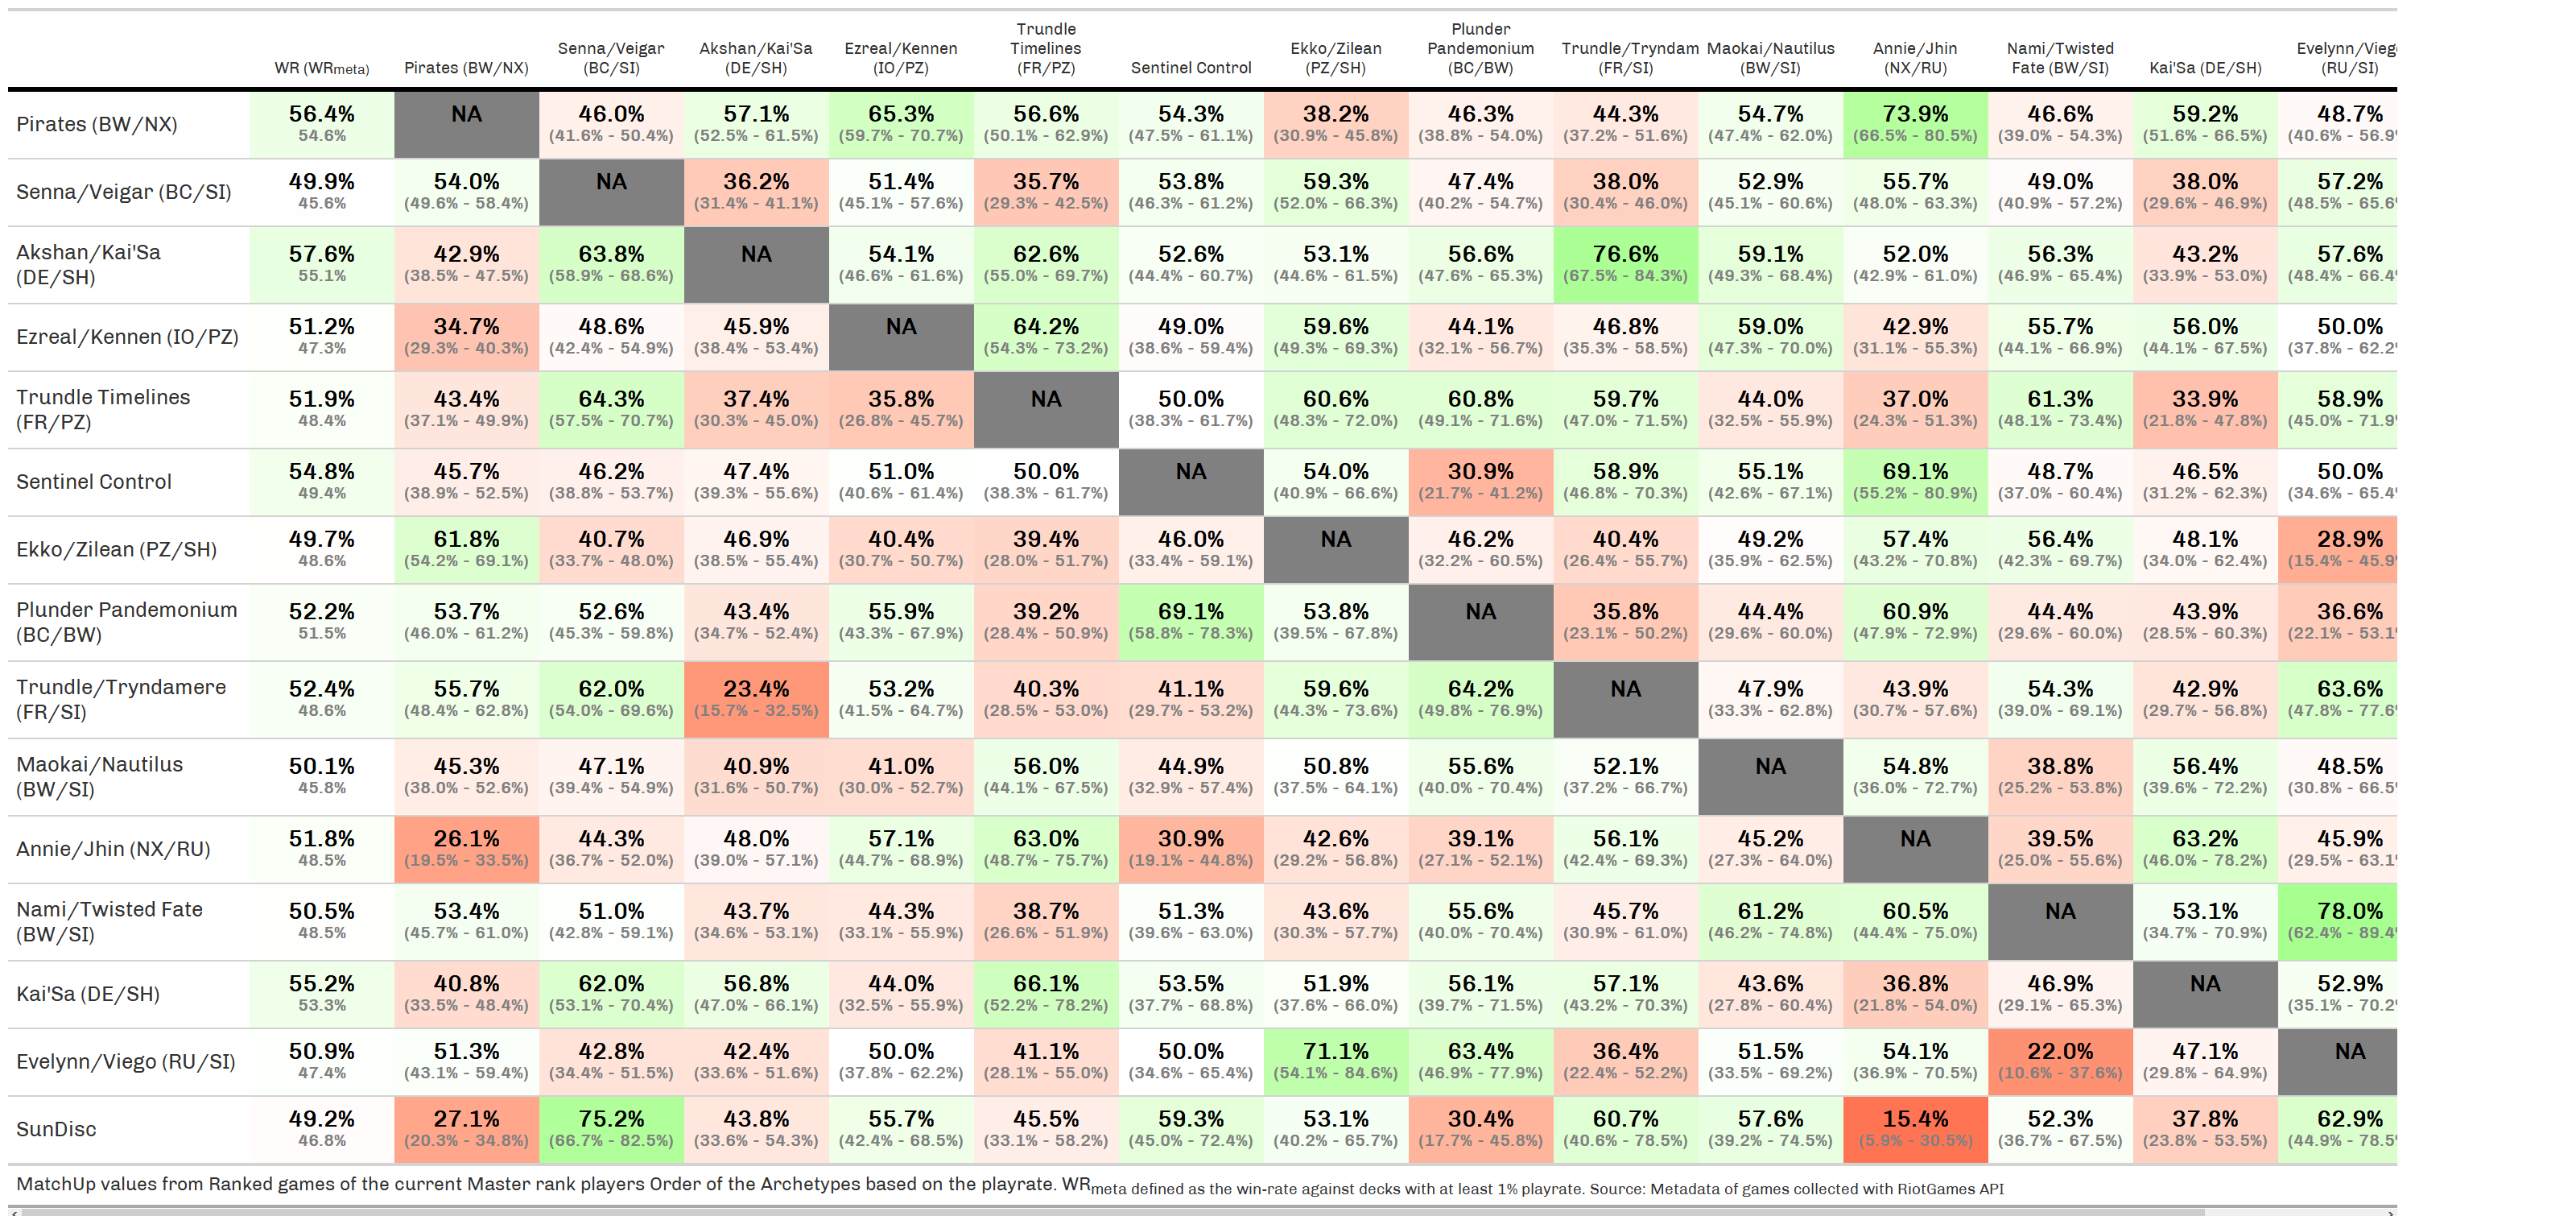 WR (WRmeta) Pirates (BW/NX) Senna/Veigar (BC/SI) Akshan/Kai'Sa (DE/SH) Ezreal/Kennen (IO/PZ) Trundle Timelines (FR/PZ) Sentinel Control Ekko/Zilean (PZ/SH) Plunder Pandemonium (BC/BW) Trundle/Tryndam (FR/SI) Maokai/Nautilus (BW/SI) Annie/Jhin (NX/RU) Nami/Twisted Fate (BW/SI) Kai'Sa (DE/SH) Evelynn/Vieg (RU/SI)
Pirates (BW/NX) 56.4% NA 46.0% 57.1% 65.3% 56.6% 54.3% 38.2% 46.3% 44.3% 54.7% 73.9% 46.6% 59.2% 48.7%
54.6% (41.6% - 50.4%) (52.5% - 61.5%) (59.7% - 70.7%) (50.1% - 62.9%) (47.5% - 61.1%) (30.9% - 45.8%) (38.8% - 54.0%) (37.2% - 51.6%) (47.4% - 62.0%) (66.5% - 80.5%) (39.0% - 54.3%) (51.6% - 66.5%) (40.6% - 56.9%
Senna/Veigar (BC/SI) 49.9% 54.0% NA 36.2% 51.4% 35.7% 53.8% 59.3% 47.4% 38.0% 52.9% 55.7% 49.0% 38.0% 57.2%
45.6% (49.6% - 58.4%) (31.4% - 41.1%) (45.1% - 57.6%) (29.3% - 42.5%) (46.3% - 61.2%) (52.0% - 66.3%) (40.2% - 54.7%) (30.4% - 46.0%) (45.1% - 60.6%) (48.0% - 63.3%) (40.9% - 57.2%) (29.6% - 46.9%) (48.5% - 65.6%
Akshan/Kai'Sa (DE/SH) 57.6% 42.9% 63.8% NA 54.1% 62.6% 52.6% 53.1% 56.6% 76.6% 59.1% 52.0% 56.3% 43.2% 57.6%
55.1% (38.5% - 47.5%) (58.9% - 68.6%) (46.6% - 61.6%) (55.0% - 69.7%) (44.4% - 60.7%) (44.6% - 61.5%) (47.6% - 65.3%) (67.5% - 84.3%) (49.3% - 68.4%) (42.9% - 61.0%) (46.9% - 65.4%) (33.9% - 53.0%) (48.4% - 66.4%
Ezreal/Kennen (IO/PZ) 51.2% 34.7% 48.6% 45.9% NA 64.2% 49.0% 59.6% 44.1% 46.8% 59.0% 42.9% 55.7% 56.0% 50.0%
47.3% (29.3% - 40.3%) (42.4% - 54.9%) (38.4% - 53.4%) (54.3% - 73.2%) (38.6% - 59.4%) (49.3% - 69.3%) (32.1% - 56.7%) (35.3% - 58.5%) (47.3% - 70.0%) (31.1% - 55.3%) (44.1% - 66.9%) (44.1% - 67.5%) (37.8% - 62.2%
Trundle Timelines (FR/PZ) 51.9% 43.4% 64.3% 37.4% 35.8% NA 50.0% 60.6% 60.8% 59.7% 44.0% 37.0% 61.3% 33.9% 58.9%
48.4% (37.1% - 49.9%) (57.5% - 70.7%) (30.3% - 45.0%) (26.8% - 45.7%) (38.3% - 61.7%) (48.3% - 72.0%) (49.1% - 71.6%) (47.0% - 71.5%) (32.5% - 55.9%) (24.3% - 51.3%) (48.1% - 73.4%) (21.8% - 47.8%) (45.0% - 71.9%
Sentinel Control 54.8% 45.7% 46.2% 47.4% 51.0% 50.0% NA 54.0% 30.9% 58.9% 55.1% 69.1% 48.7% 46.5% 50.0%
49.4% (38.9% - 52.5%) (38.8% - 53.7%) (39.3% - 55.6%) (40.6% - 61.4%) (38.3% - 61.7%) (40.9% - 66.6%) (21.7% - 41.2%) (46.8% - 70.3%) (42.6% - 67.1%) (55.2% - 80.9%) (37.0% - 60.4%) (31.2% - 62.3%) (34.6% - 65.4%
Ekko/Zilean (PZ/SH) 49.7% 61.8% 40.7% 46.9% 40.4% 39.4% 46.0% NA 46.2% 40.4% 49.2% 57.4% 56.4% 48.1% 28.9%
48.6% (54.2% - 69.1%) (33.7% - 48.0%) (38.5% - 55.4%) (30.7% - 50.7%) (28.0% - 51.7%) (33.4% - 59.1%) (32.2% - 60.5%) (26.4% - 55.7%) (35.9% - 62.5%) (43.2% - 70.8%) (42.3% - 69.7%) (34.0% - 62.4%) (15.4% - 45.9%
Plunder Pandemonium (BC/BW) 52.2% 53.7% 52.6% 43.4% 55.9% 39.2% 69.1% 53.8% NA 35.8% 44.4% 60.9% 44.4% 43.9% 36.6%
51.5% (46.0% - 61.2%) (45.3% - 59.8%) (34.7% - 52.4%) (43.3% - 67.9%) (28.4% - 50.9%) (58.8% - 78.3%) (39.5% - 67.8%) (23.1% - 50.2%) (29.6% - 60.0%) (47.9% - 72.9%) (29.6% - 60.0%) (28.5% - 60.3%) (22.1% - 53.1%
Trundle/Tryndamere (FR/SI) 52.4% 55.7% 62.0% 23.4% 53.2% 40.3% 41.1% 59.6% 64.2% NA 47.9% 43.9% 54.3% 42.9% 63.6%
48.6% (48.4% - 62.8%) (54.0% - 69.6%) (15.7% - 32.5%) (41.5% - 64.7%) (28.5% - 53.0%) (29.7% - 53.2%) (44.3% - 73.6%) (49.8% - 76.9%) (33.3% - 62.8%) (30.7% - 57.6%) (39.0% - 69.1%) (29.7% - 56.8%) (47.8% - 77.6%
Maokai/Nautilus (BW/SI) 50.1% 45.3% 47.1% 40.9% 41.0% 56.0% 44.9% 50.8% 55.6% 52.1% NA 54.8% 38.8% 56.4% 48.5%
45.8% (38.0% - 52.6%) (39.4% - 54.9%) (31.6% - 50.7%) (30.0% - 52.7%) (44.1% - 67.5%) (32.9% - 57.4%) (37.5% - 64.1%) (40.0% - 70.4%) (37.2% - 66.7%) (36.0% - 72.7%) (25.2% - 53.8%) (39.6% - 72.2%) (30.8% - 66.5%
Annie/Jhin (NX/RU) 51.8% 26.1% 44.3% 48.0% 57.1% 63.0% 30.9% 42.6% 39.1% 56.1% 45.2% NA 39.5% 63.2% 45.9%
48.5% (19.5% - 33.5%) (36.7% - 52.0%) (39.0% - 57.1%) (44.7% - 68.9%) (48.7% - 75.7%) (19.1% - 44.8%) (29.2% - 56.8%) (27.1% - 52.1%) (42.4% - 69.3%) (27.3% - 64.0%) (25.0% - 55.6%) (46.0% - 78.2%) (29.5% - 63.1%
Nami/Twisted Fate (BW/SI) 50.5% 53.4% 51.0% 43.7% 44.3% 38.7% 51.3% 43.6% 55.6% 45.7% 61.2% 60.5% NA 53.1% 78.0%
48.5% (45.7% - 61.0%) (42.8% - 59.1%) (34.6% - 53.1%) (33.1% - 55.9%) (26.6% - 51.9%) (39.6% - 63.0%) (30.3% - 57.7%) (40.0% - 70.4%) (30.9% - 61.0%) (46.2% - 74.8%) (44.4% - 75.0%) (34.7% - 70.9%) (62.4% - 89.4%
Kai'Sa (DE/SH) 55.2% 40.8% 62.0% 56.8% 44.0% 66.1% 53.5% 51.9% 56.1% 57.1% 43.6% 36.8% 46.9% NA 52.9%
53.3% (33.5% - 48.4%) (53.1% - 70.4%) (47.0% - 66.1%) (32.5% - 55.9%) (52.2% - 78.2%) (37.7% - 68.8%) (37.6% - 66.0%) (39.7% - 71.5%) (43.2% - 70.3%) (27.8% - 60.4%) (21.8% - 54.0%) (29.1% - 65.3%) (35.1% - 70.2%
Evelynn/Viego (RU/SI) 50.9% 51.3% 42.8% 42.4% 50.0% 41.1% 50.0% 71.1% 63.4% 36.4% 51.5% 54.1% 22.0% 47.1% NA
47.4% (43.1% - 59.4%) (34.4% - 51.5%) (33.6% - 51.6%) (37.8% - 62.2%) (28.1% - 55.0%) (34.6% - 65.4%) (54.1% - 84.6%) (46.9% - 77.9%) (22.4% - 52.2%) (33.5% - 69.2%) (36.9% - 70.5%) (10.6% - 37.6%) (29.8% - 64.9%)
SunDisc 49.2% 27.1% 75.2% 43.8% 55.7% 45.5% 59.3% 53.1% 30.4% 60.7% 57.6% 15.4% 52.3% 37.8% 62.9%
46.8% (20.3% - 34.8%) (66.7% - 82.5%) (33.6% - 54.3%) (42.4% - 68.5%) (33.1% - 58.2%) (45.0% - 72.4%) (40.2% - 65.7%) (17.7% - 45.8%) (40.6% - 78.5%) (39.2% - 74.5%) (5.9% - 30.5%) (36.7% - 67.5%) (23.8% - 53.5%) (44.9% - 78.5%
MatchUp values from Ranked games of the current Master rank players Order of the Archetypes based on the playrate. WRmeta defined as the win-rate against decks with at least 1% playrate. Source: Metadata of games collected with RiotGames API